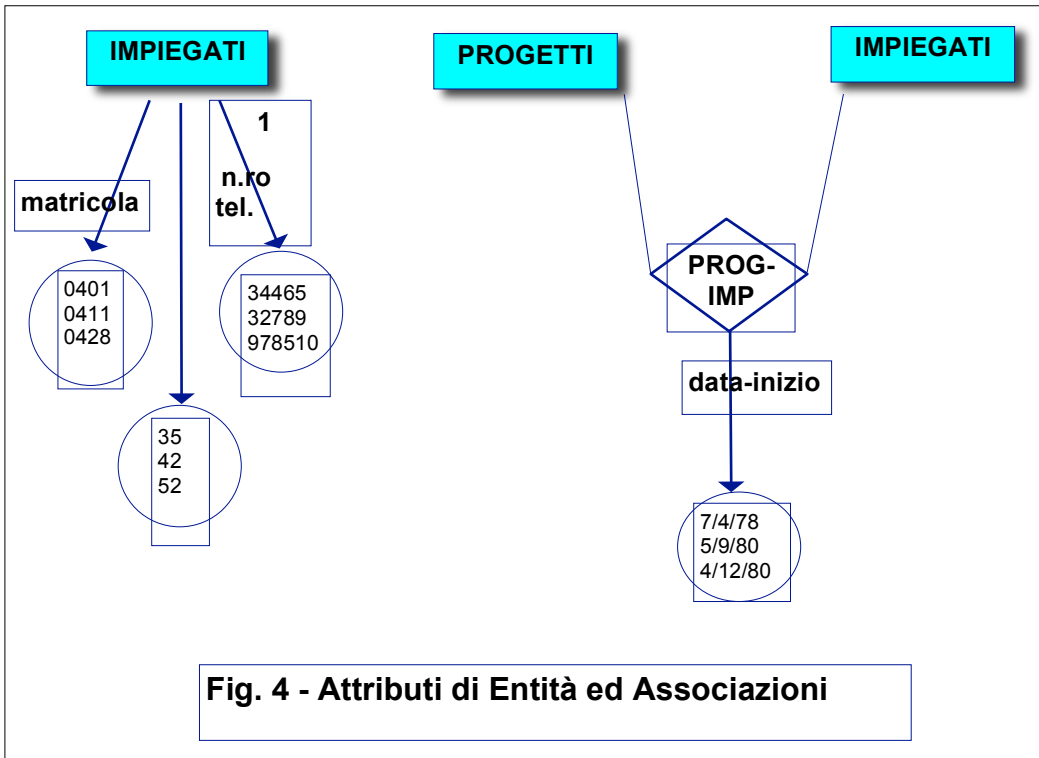 IMPIEGATI
PROGETTI
IMPIEGATI
1
n.ro
tel.
matricola
0401
0411
0428
34465
32789
978510
35
42
52
PROG-
IMP
data-inizio
7/4/78
5/9/80
4/12/80
Fig. 4 - Attributi di Entità ed Associazioni